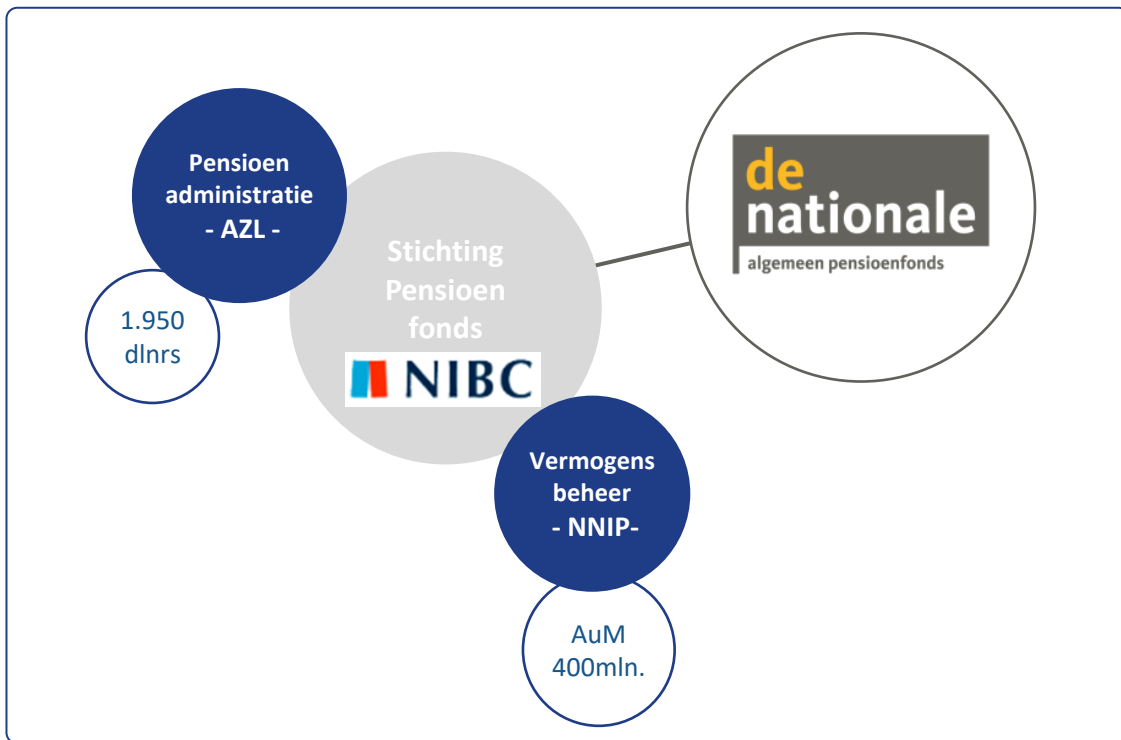 Pensioen
administratie
- AZL -
1.950
dlnrs
Stichting
Pensioen
fonds
NIBC
de
nationale
algemeen pensioenfonds
Vermogens
beheer
- NNIP-
AuM
400mln.